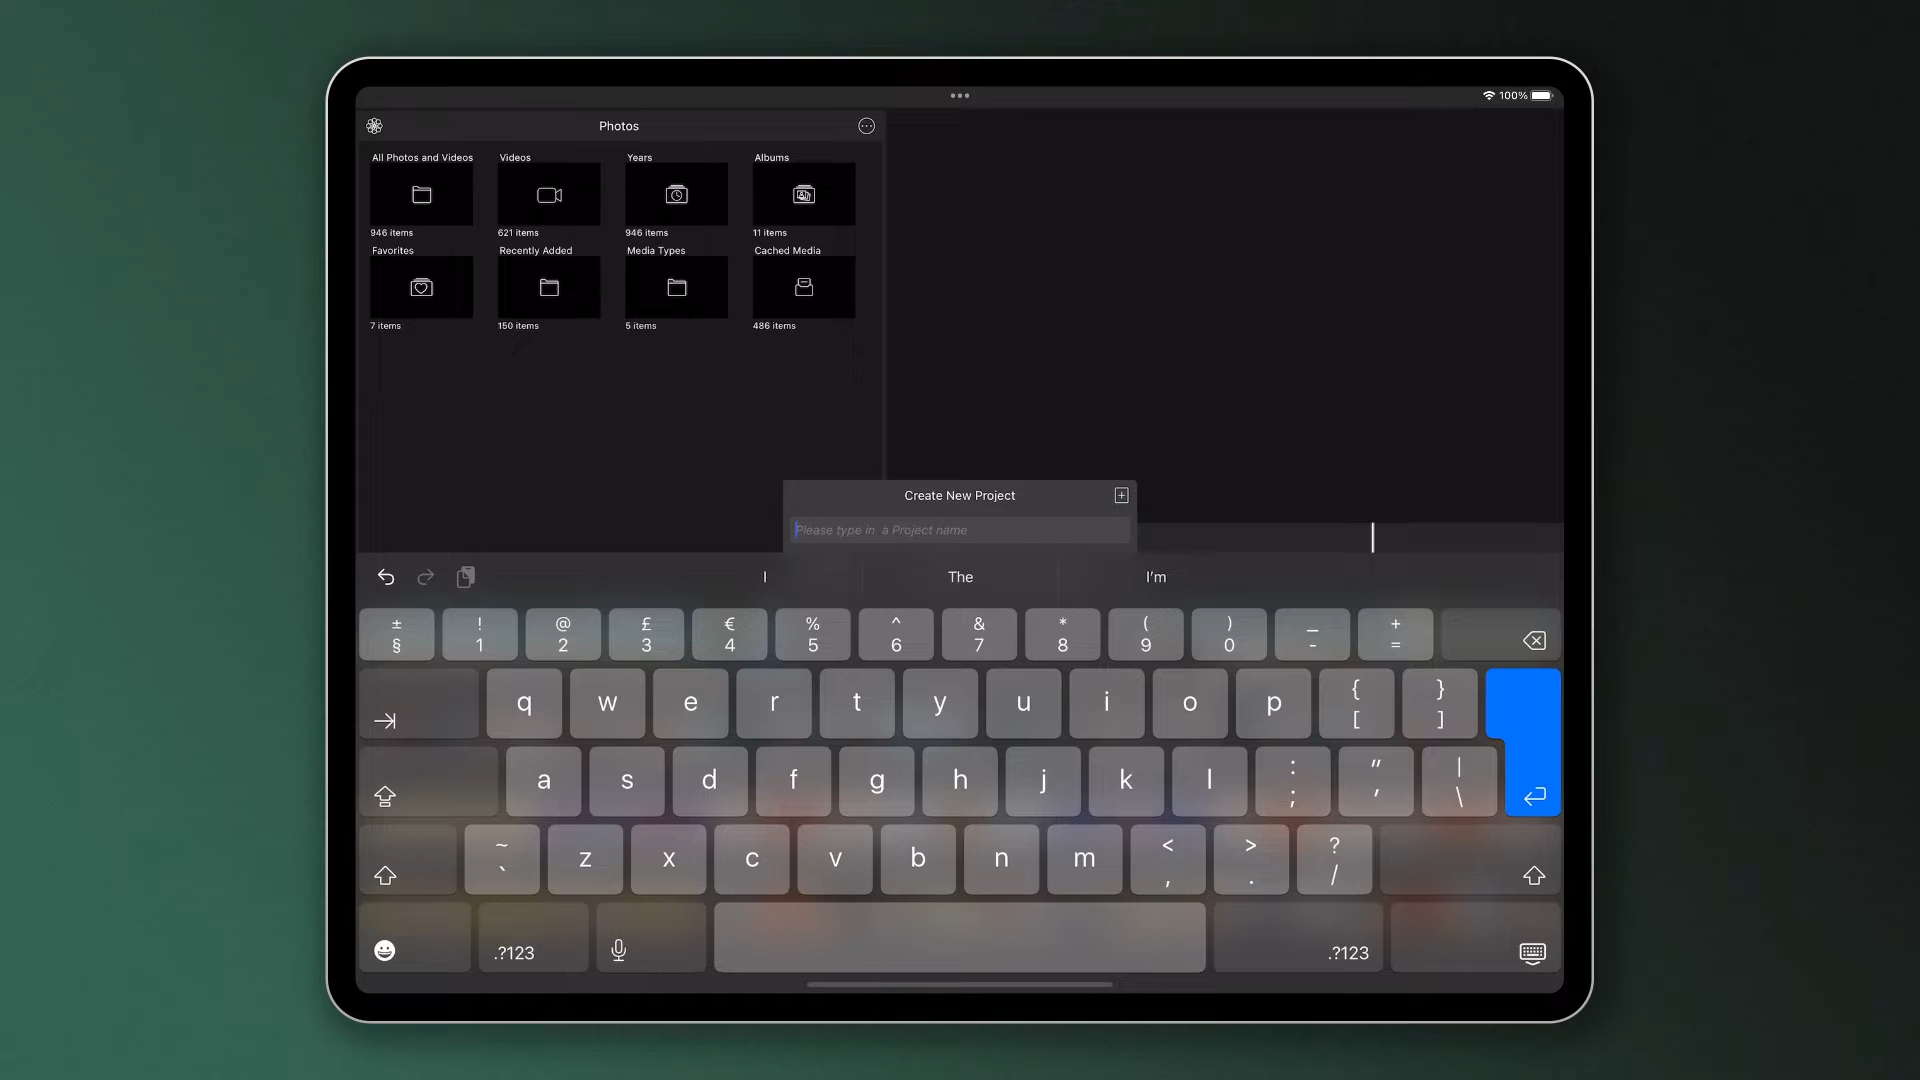 100%
Photos
All Photos and Videos Videos Years Albums
946 items 621 items 946 items 11 items
Favorites Recently Added Media Types Cached Media
7 items 150 items 5 items 486 items
Create New Project
Please type in a Project name
I The I'm
± ! @ £ € % ^ & * ( ) _ +
§ 1 2 3 4 5 6 7 8 9 0 - =
q w e r t y u i o p { }
[ ]
a s d f g h j k l : " |
; ' \
~ z x c v b n m < > ?
` , . /
.?123 .?123